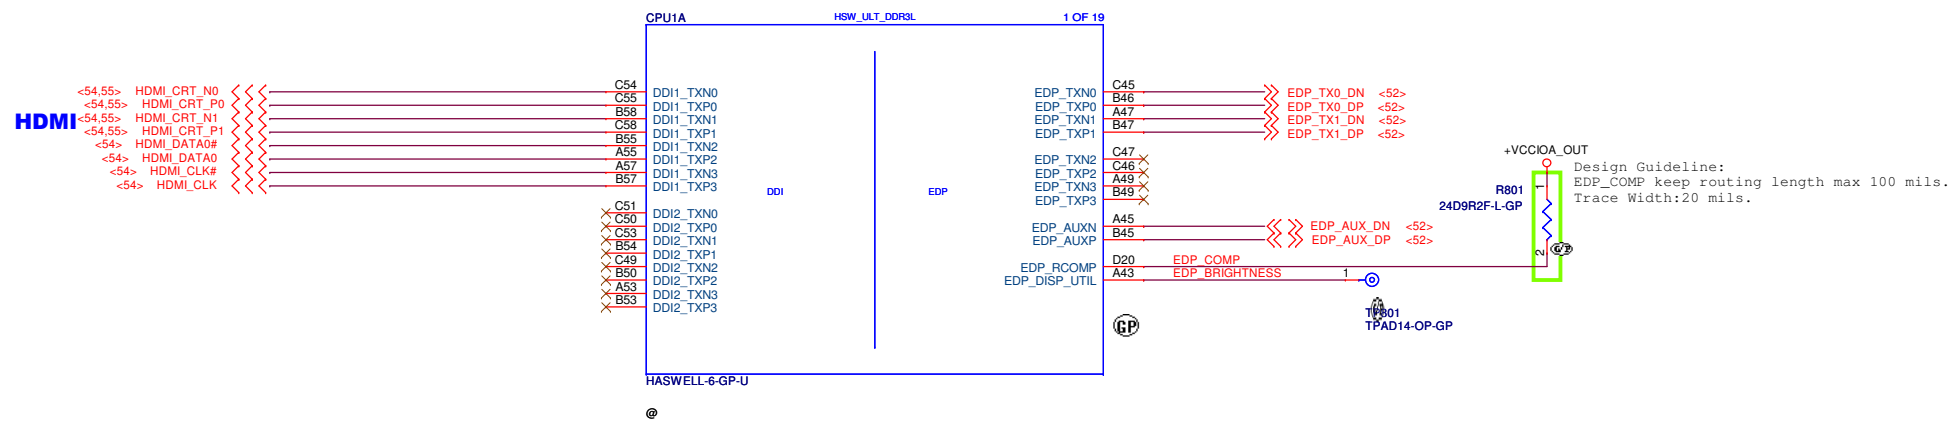 CPU1A
HSW_ULT_DDR3L
1 OF 19
HDMI
<54,55> HDMI_CRT_N0
<54,55> HDMI_CRT_P0
<54,55> HDMI_CRT_N1
<54,55> HDMI_CRT_P1
<54> HDMI_DATA0#
<54> HDMI_DATA0
<54> HDMI_CLK#
<54> HDMI_CLK
C54 DDI1_TXN0
C55 DDI1_TXP0
B58 DDI1_TXN1
C58 DDI1_TXP1
B55 DDI1_TXN2
A55 DDI1_TXP2
A57 DDI1_TXN3
B57 DDI1_TXP3
C51 DDI2_TXN0
C50 DDI2_TXP0
C53 DDI2_TXN1
B54 DDI2_TXP1
C49 DDI2_TXN2
B50 DDI2_TXP2
A53 DDI2_TXN3
B53 DDI2_TXP3
DDI
EDP
EDP_TXN0 C45 EDP_TX0_DN <52>
EDP_TXP0 B46 EDP_TX0_DP <52>
EDP_TXN1 A47 EDP_TX1_DN <52>
EDP_TXP1 B47 EDP_TX1_DP <52>
EDP_TXN2 C47
EDP_TXP2 C46
EDP_TXN3 A49
EDP_TXP3 B49
EDP_AUXN A45 EDP_AUX_DN <52>
EDP_AUXP B45 EDP_AUX_DP <52>
EDP_RCOMP D20 EDP_COMP
EDP_DISP_UTIL A43 EDP_BRIGHTNESS 1
+VCCIOA_OUT
R801
24D9R2F-L-GP
1
2
Design Guideline:
EDP_COMP keep routing length max 100 mils.
Trace Width:20 mils.
TP801
TPAD14-OP-GP
GP
HASWELL-6-GP-U
@